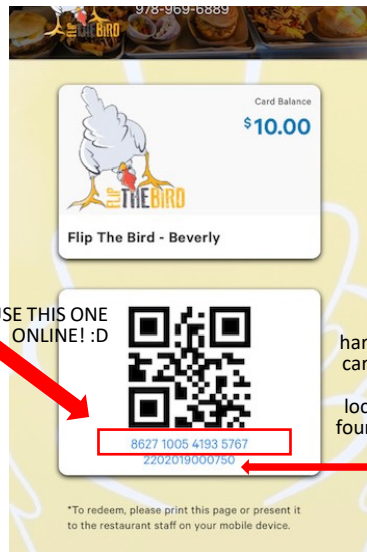 978-969-6889
FLIP THE BIRD
Card Balance
$10.00
FLIP THE BIRD
Flip The Bird - Beverly
USE THIS ONE
ONLINE! :D
8627 1005 4193 5767
2202019000750
*To redeem, please print this page or present it
to the restaurant staff on your mobile device.